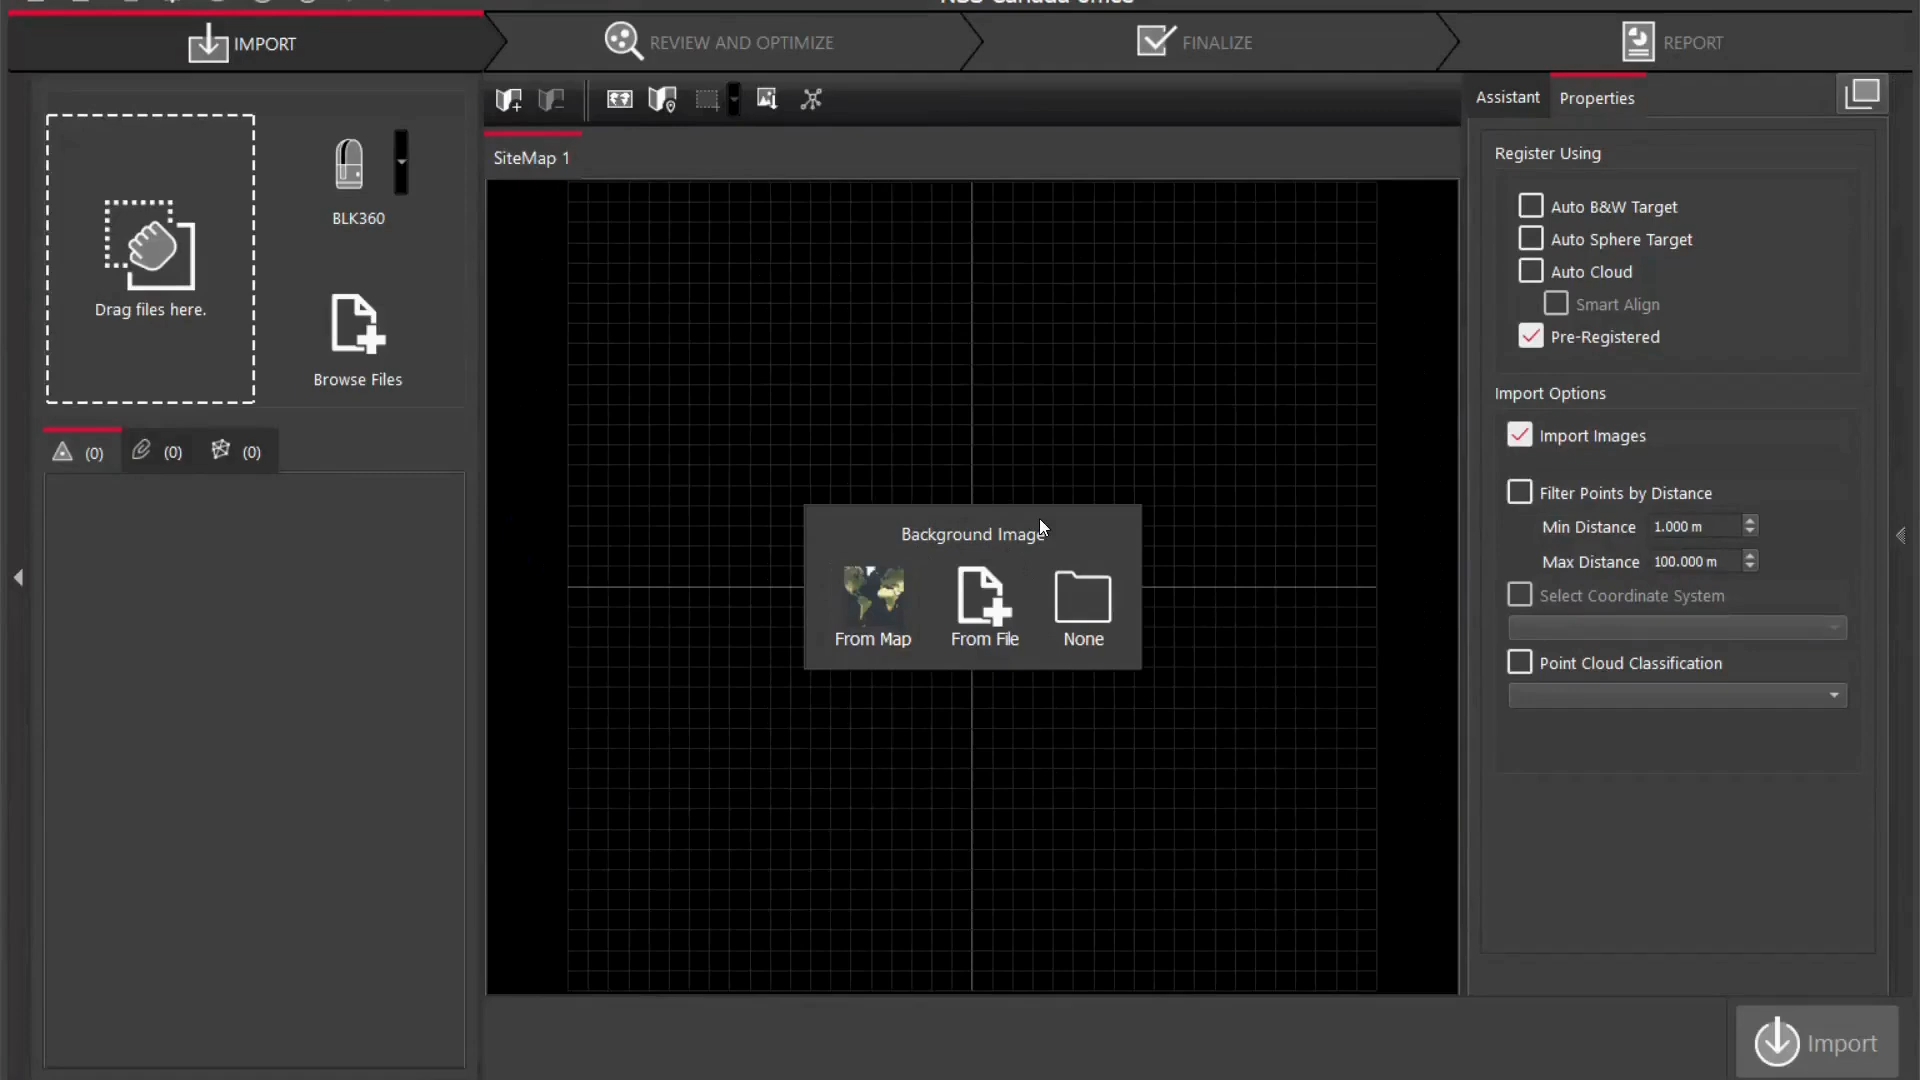 IMPORT
REVIEW AND OPTIMIZE
FINALIZE
REPORT
Drag files here.
BLK360
Browse Files
(0)
(0)
(0)
SiteMap 1
Background Image
From Map
From File
None
Assistant
Properties
Register Using
Auto B&W Target
Auto Sphere Target
Auto Cloud
Smart Align
Pre-Registered
Import Options
Import Images
Filter Points by Distance
Min Distance 1.000 m
Max Distance 100.000 m
Select Coordinate System
Point Cloud Classification
Import